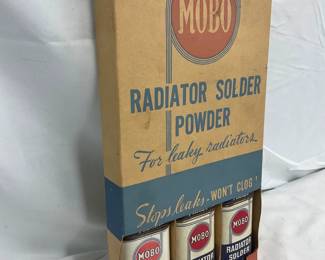 MOBO
RADIATOR SOLDER
POWDER
For leaky radiators
Stops leaks - WON'T CLOG!
MOBO
MOBO
MOBO
RADIATOR
SOLDER